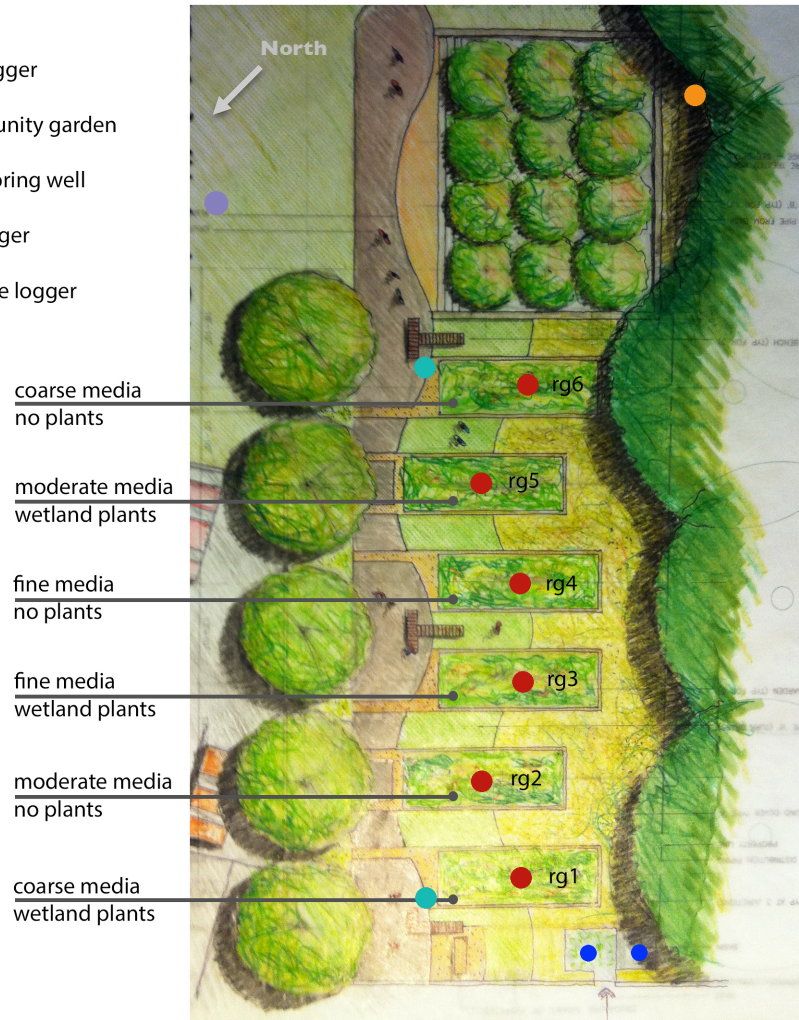 North
gger
unity garden
oring well
ger
e logger
coarse media
no plants
rg6
moderate media
wetland plants
rg5
fine media
no plants
rg4
fine media
wetland plants
rg3
moderate media
no plants
rg2
coarse media
wetland plants
rg1